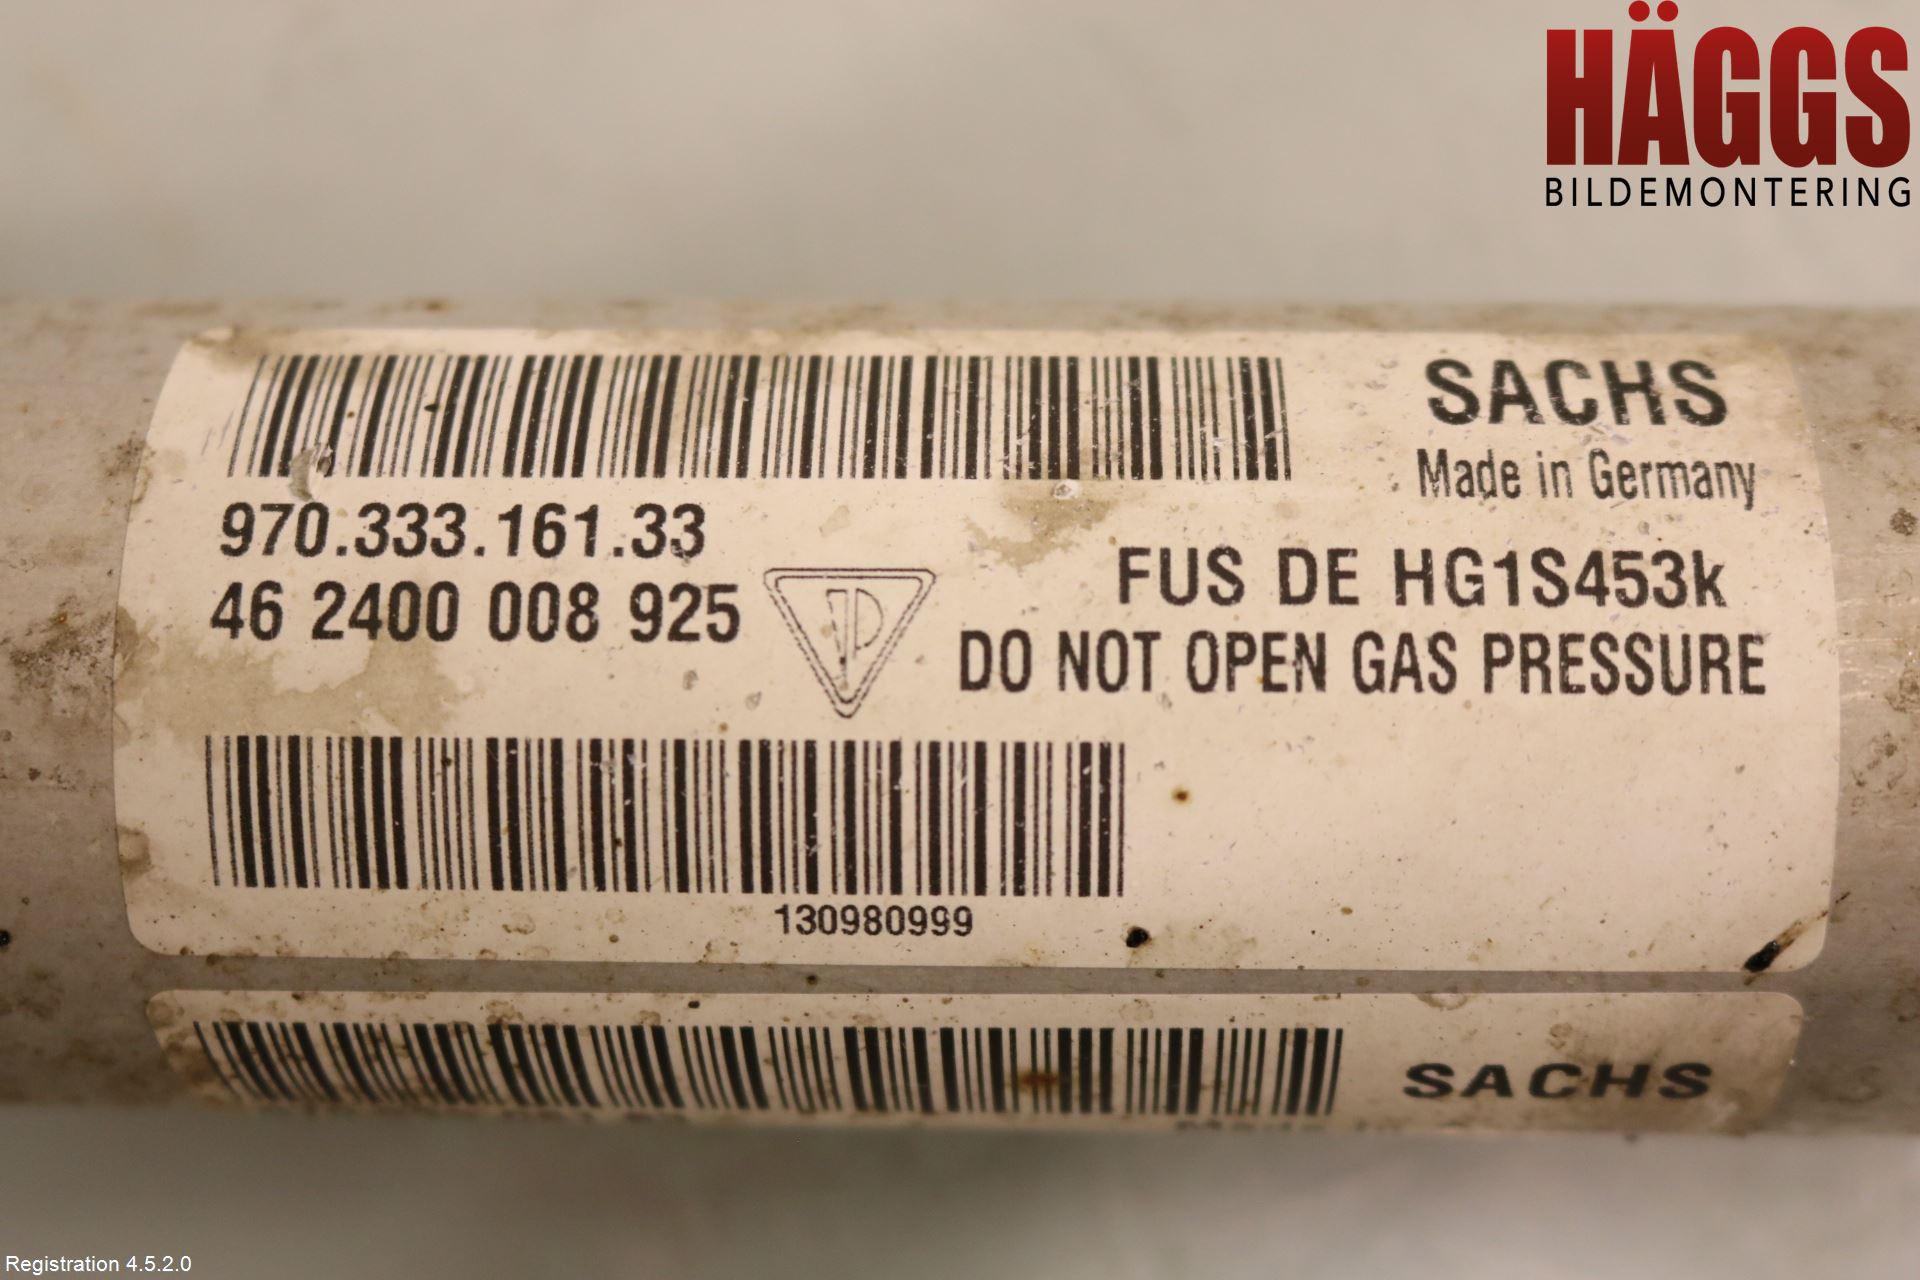 HÄGGS
BILDEMONTERING
SACHS
Made in Germany
970.333.161.33
46 2400 008 925
FUS DE HG1S453k
DO NOT OPEN GAS PRESSURE
130980999
SACHS
Registration 4.5.2.0